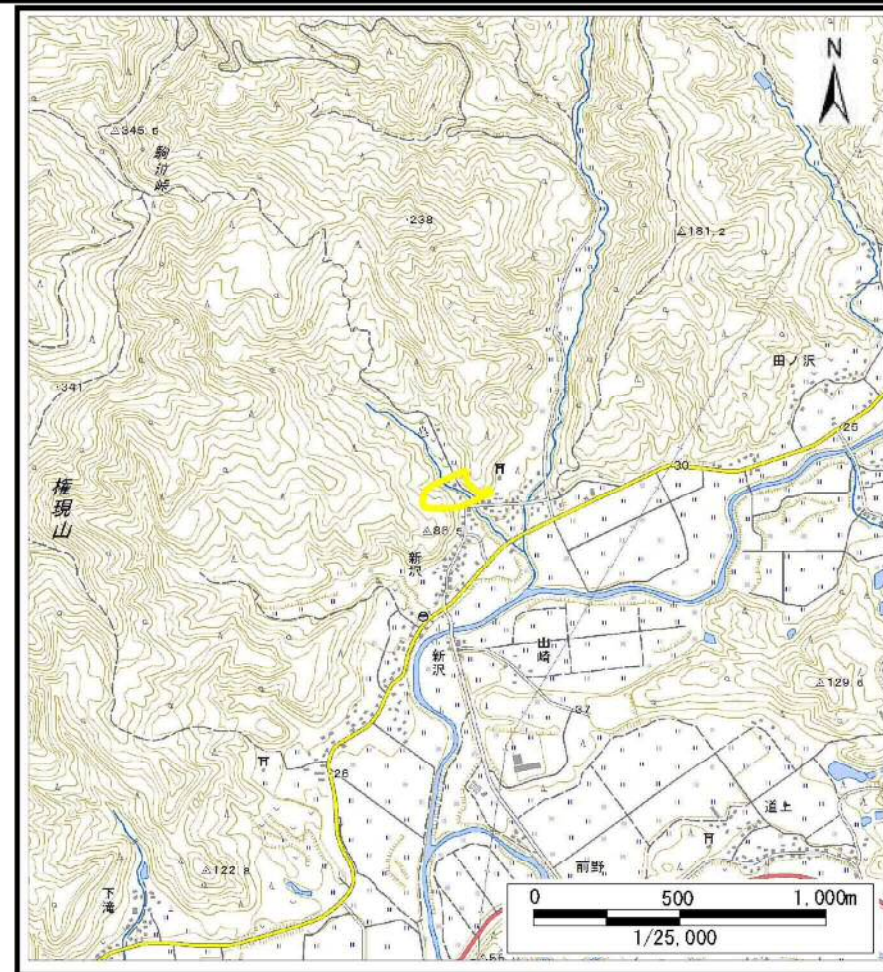 N
△345.6
駒泣峠
・238
△181.2
田ノ沢
・341
25
30
権現山
△86.5
新沢
新沢
山崎
△129.6
・37
・26
道上
△122.8
前野
下滝
0 500 1,000m
1/25,000